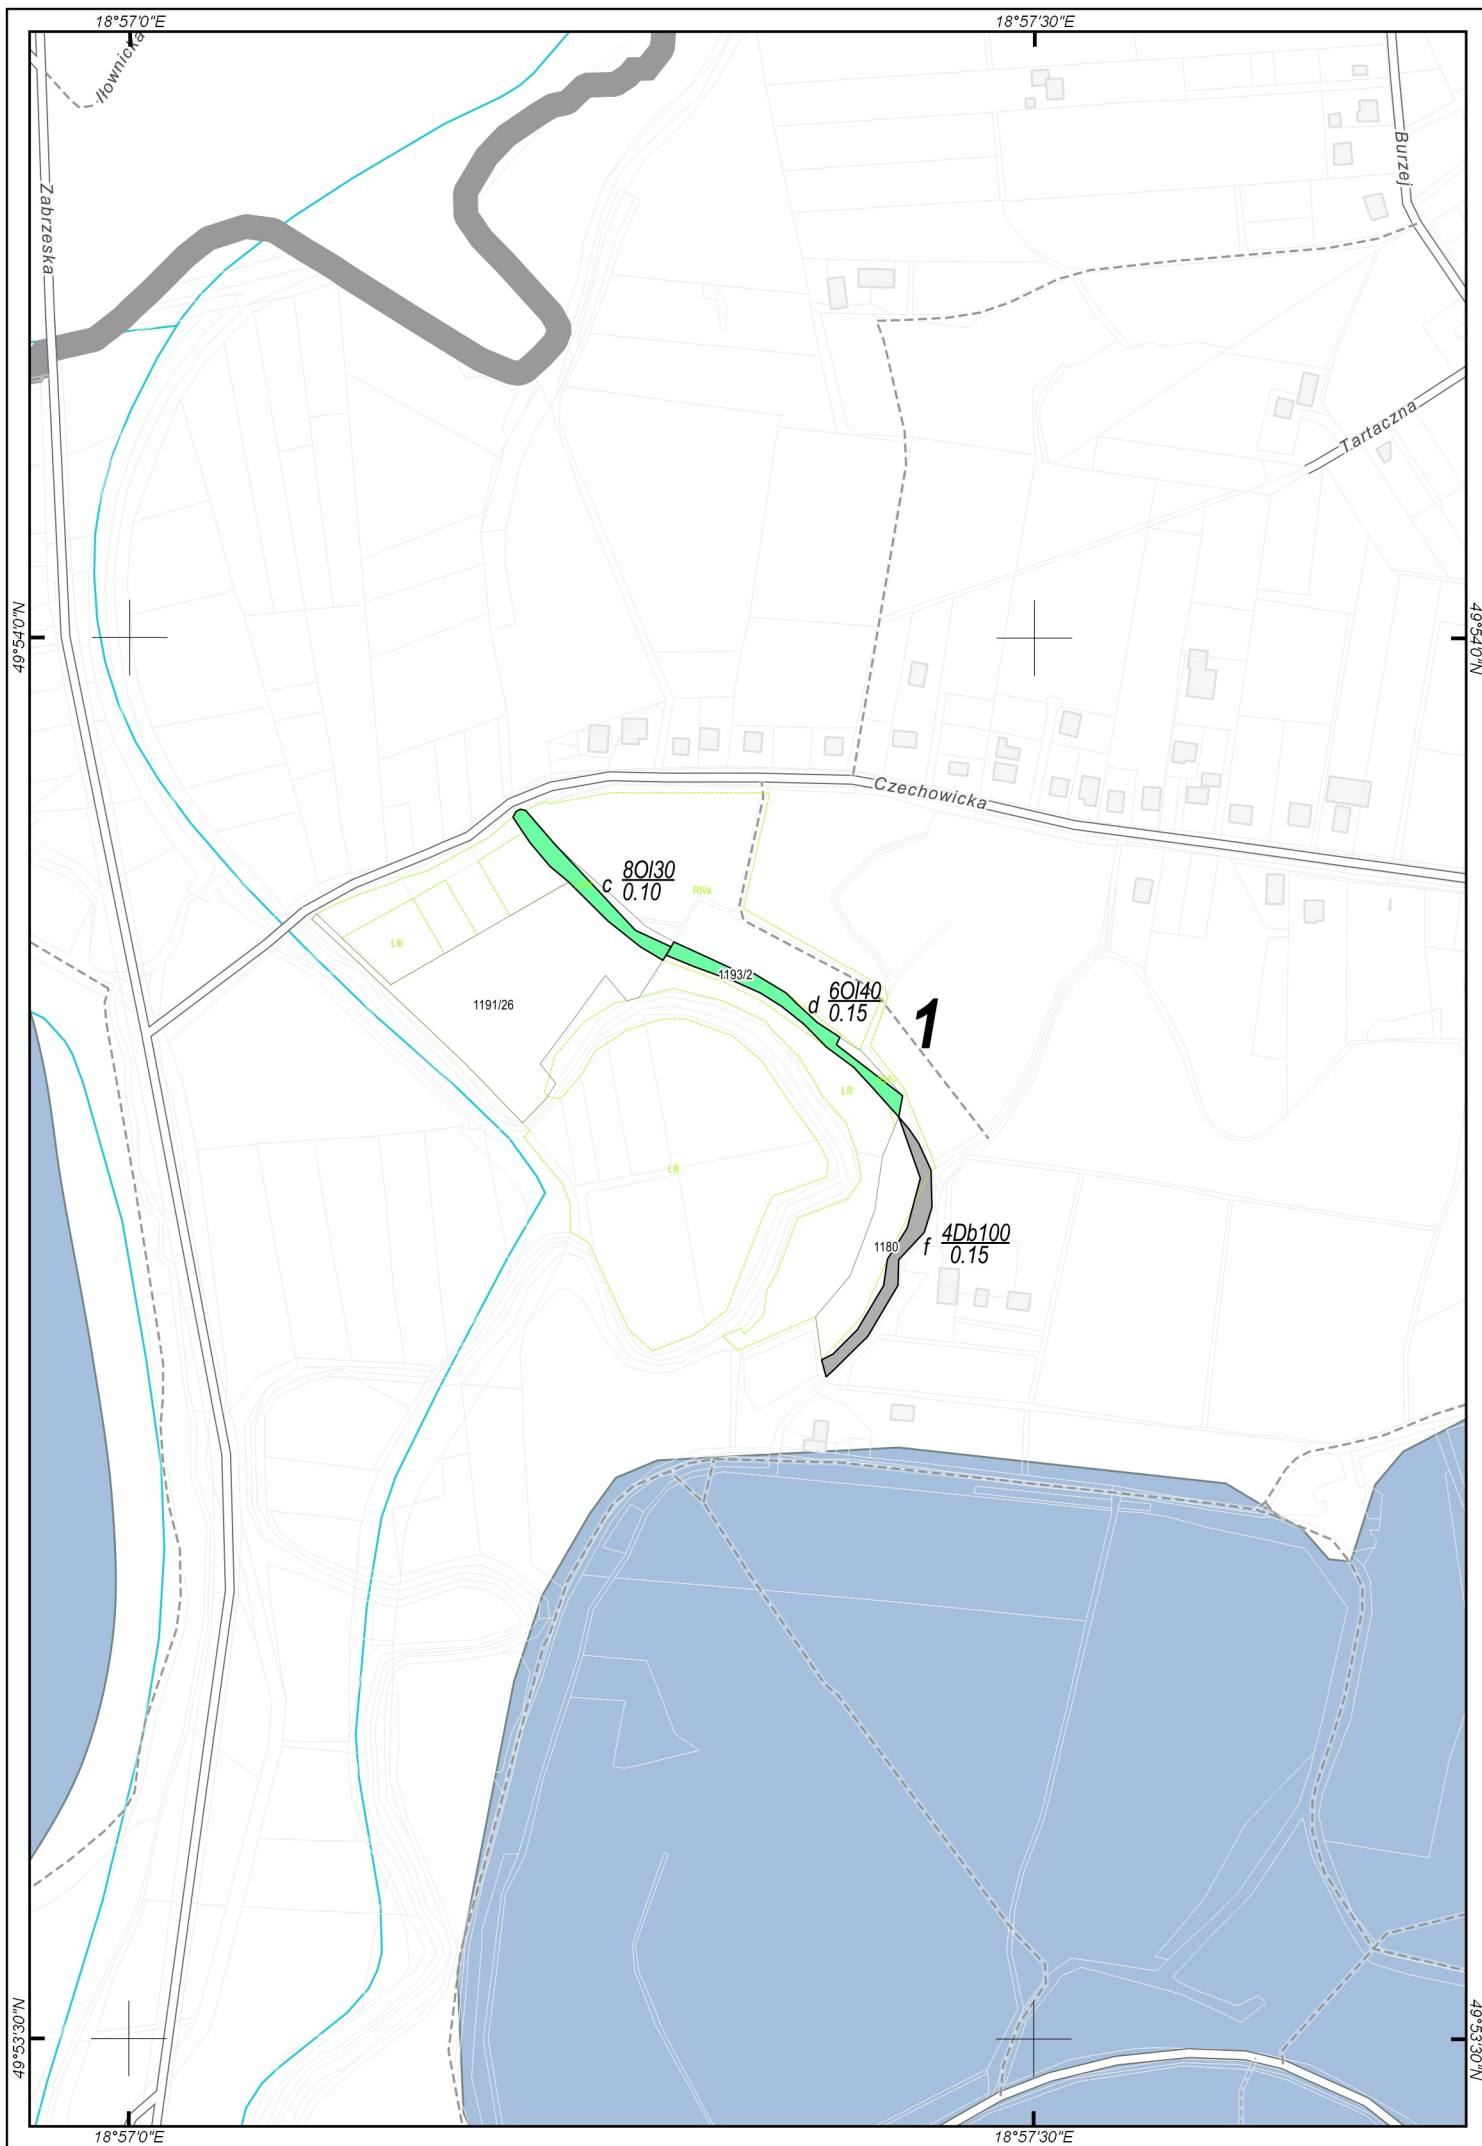 18°57'0"E
18°57'30"E
Iłownicka
Zabrzeska
Burzej
Tartaczna
49°54'0"N
49°54'0"N
Czechowicka
c 8Ol30
0.10
RIVa
ŁIII
1193/2
1191/26
d 6Ol40
0.15
1
ŁIII
ŁIII
1180
f 4Db100
0.15
49°53'30"N
49°53'30"N
18°57'0"E
18°57'30"E